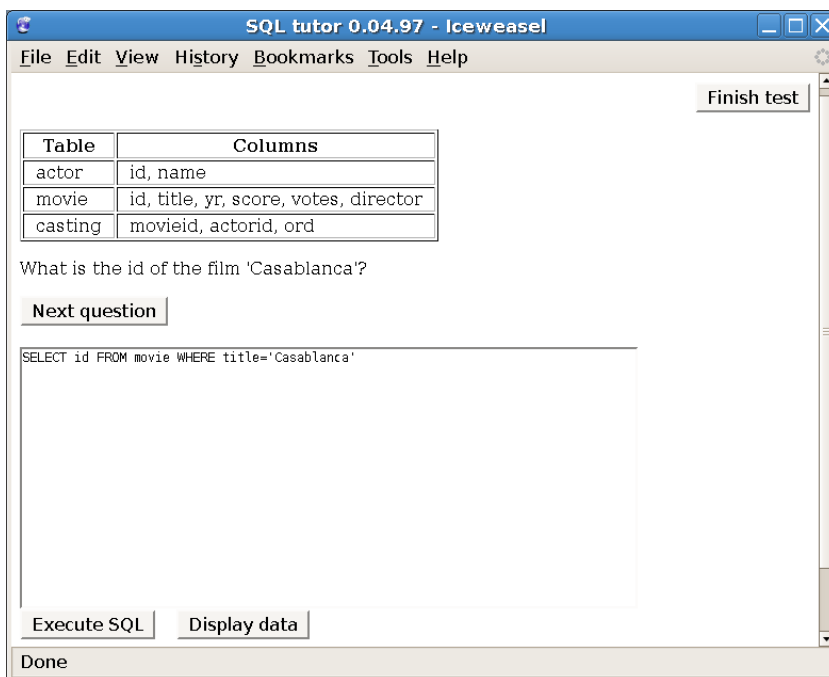 SQL tutor 0.04.97 - Iceweasel
File Edit View History Bookmarks Tools Help
Finish test
Table Columns
actor id, name
movie id, title, yr, score, votes, director
casting movieid, actorid, ord
What is the id of the film 'Casablanca'?
Next question
SELECT id FROM movie WHERE title='Casablanca'
Execute SQL Display data
Done